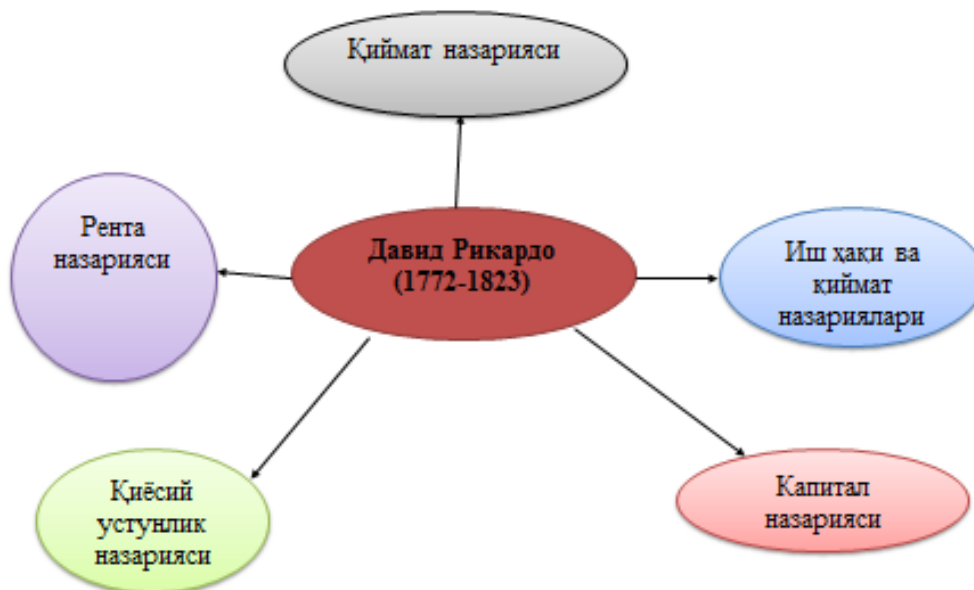 Қиймат назарияси
Рента
назарияси
Давид Рикардо
(1772-1823)
Иш ҳақи ва
қиймат
назариялари
Қиёсий
устунлик
назарияси
Капитал
назарияси